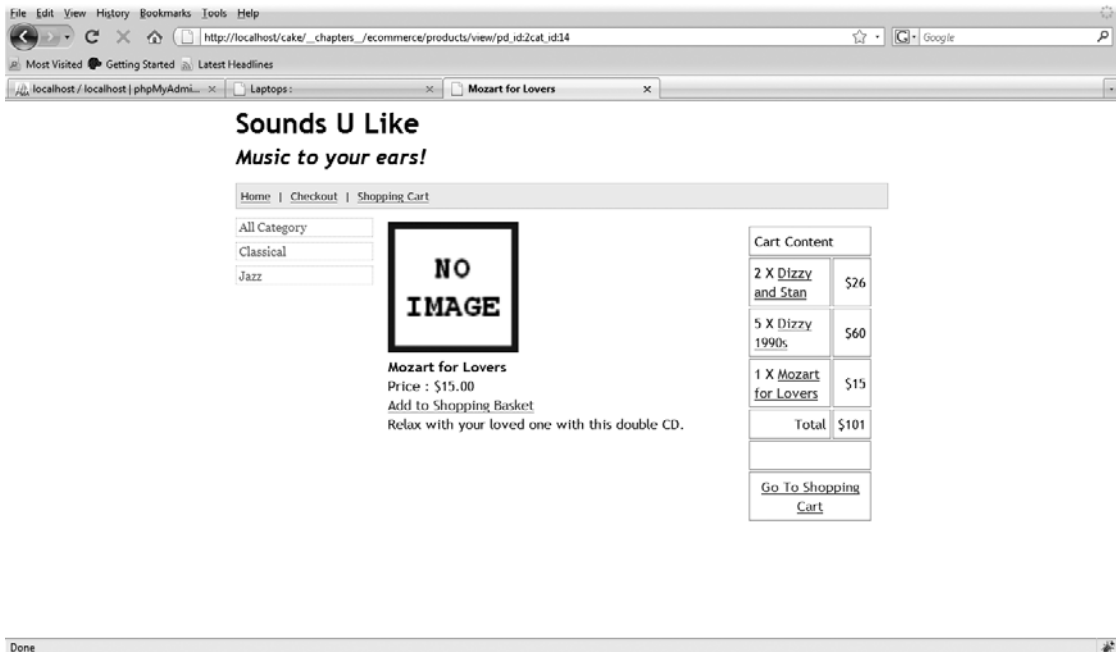 File Edit View History Bookmarks Tools Help
http://localhost/cake/__chapters__/ecommerce/products/view/pd_id:2cat_id:14
Google
Most Visited Getting Started Latest Headlines
localhost / localhost | phpMyAdmi...
Laptops:
Mozart for Lovers
Sounds U Like
Music to your ears!
Home | Checkout | Shopping Cart
All Category
Classical
Jazz
NO
IMAGE
Mozart for Lovers
Price : $15.00
Add to Shopping Basket
Relax with your loved one with this double CD.
Cart Content
2 X Dizzy
and Stan
$26
5 X Dizzy
1990s
$60
1 X Mozart
for Lovers
$15
Total $101
Go To Shopping
Cart
Done